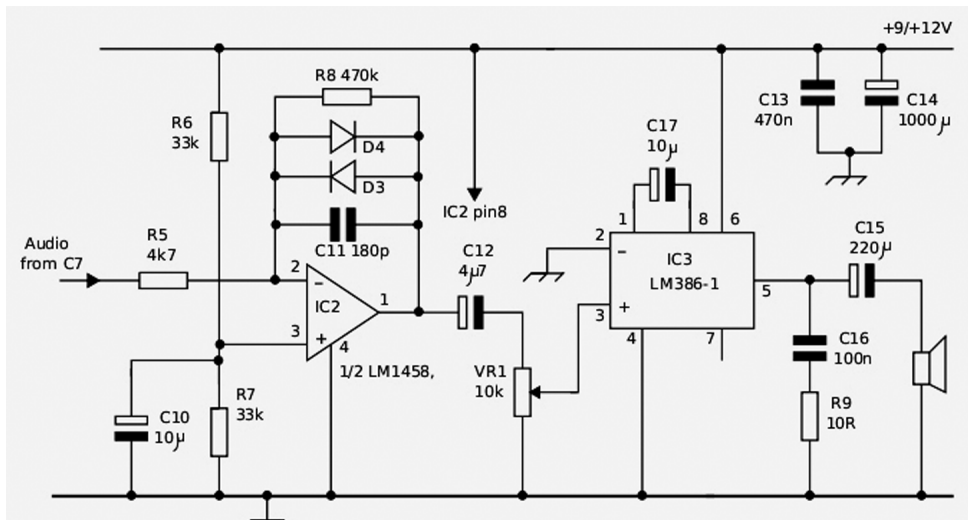 +9/+12V
R8 470k
R6
33k
D4
D3
C11 180p
IC2 pin8
C17
10µ
C13
470n
C14
1000 µ
Audio
from C7
R5
4k7
2
−
IC2
3
+
1
4
1/2 LM1458,
C12
4µ7
VR1
10k
1
8
6
2
−
IC3
LM386-1
+
3
5
4
7
C15
220µ
C16
100n
R9
10R
C10
10µ
R7
33k